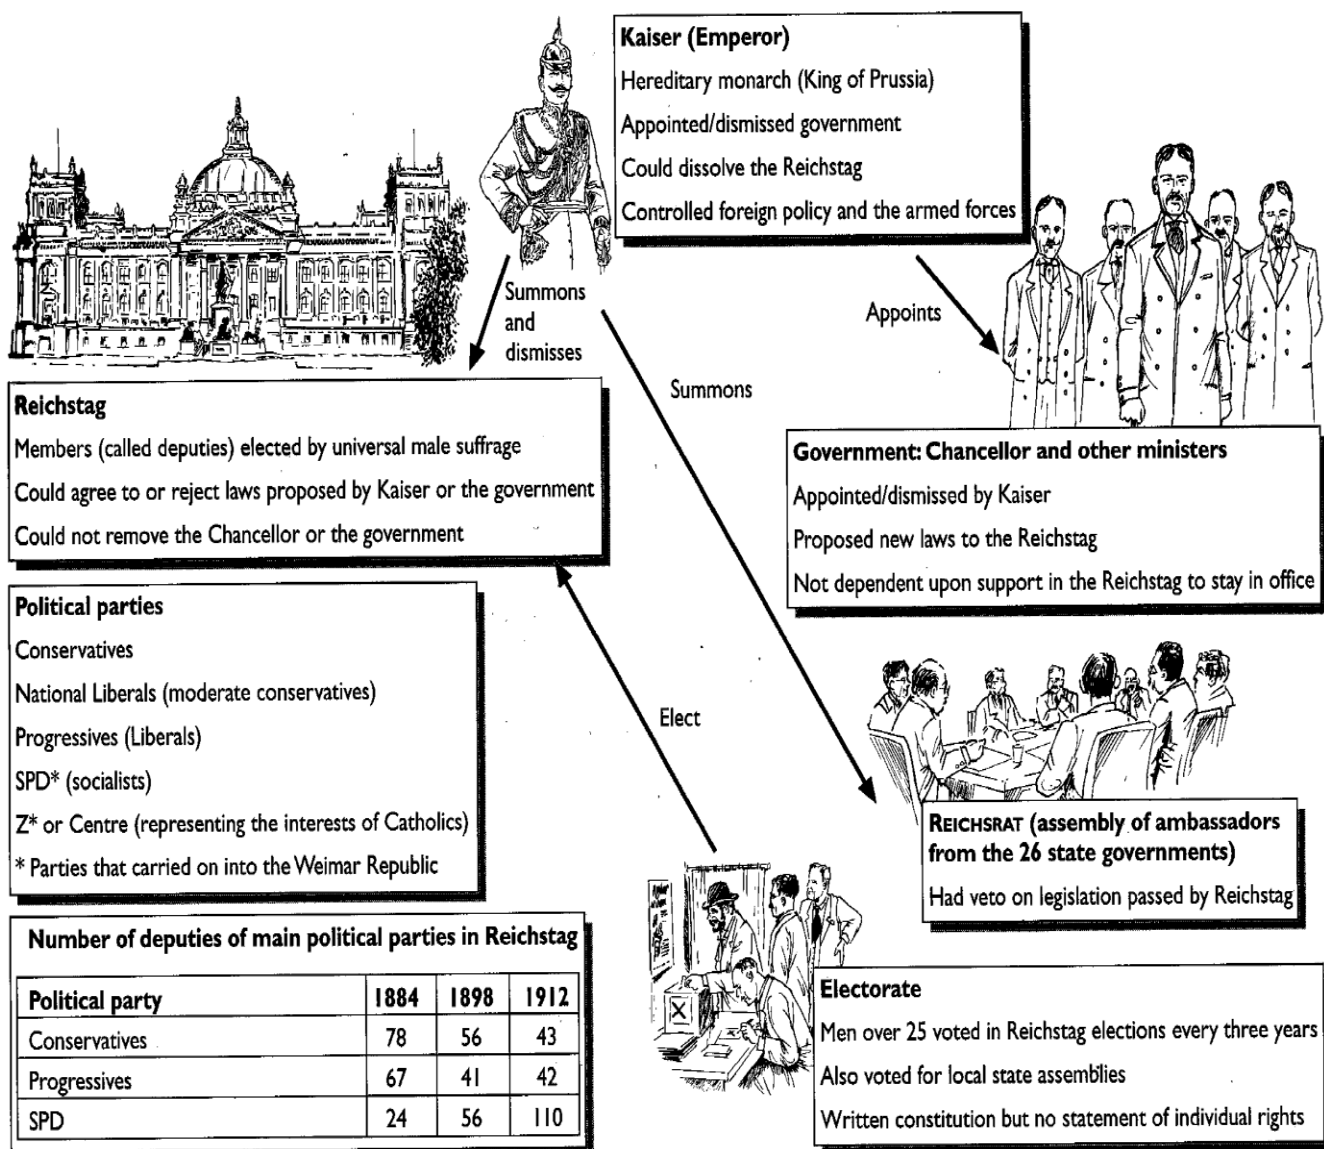 Kaiser (Emperor)
Hereditary monarch (King of Prussia)
Appointed/dismissed government
Could dissolve the Reichstag
Controlled foreign policy and the armed forces
Summons
and
dismisses
Summons
Appoints
Reichstag
Members (called deputies) elected by universal male suffrage
Could agree to or reject laws proposed by Kaiser or the government
Could not remove the Chancellor or the government
Government: Chancellor and other ministers
Appointed/dismissed by Kaiser
Proposed new laws to the Reichstag
Not dependent upon support in the Reichstag to stay in office
Political parties
Conservatives
National Liberals (moderate conservatives)
Progressives (Liberals)
SPD* (socialists)
Z* or Centre (representing the interests of Catholics)
* Parties that carried on into the Weimar Republic
Elect
REICHSRAT (assembly of ambassadors
from the 26 state governments)
Had veto on legislation passed by Reichstag
Number of deputies of main political parties in Reichstag
Political party 1884 1898 1912
Conservatives 78 56 43
Progressives 67 41 42
SPD 24 56 110
X
Electorate
Men over 25 voted in Reichstag elections every three years
Also voted for local state assemblies
Written constitution but no statement of individual rights